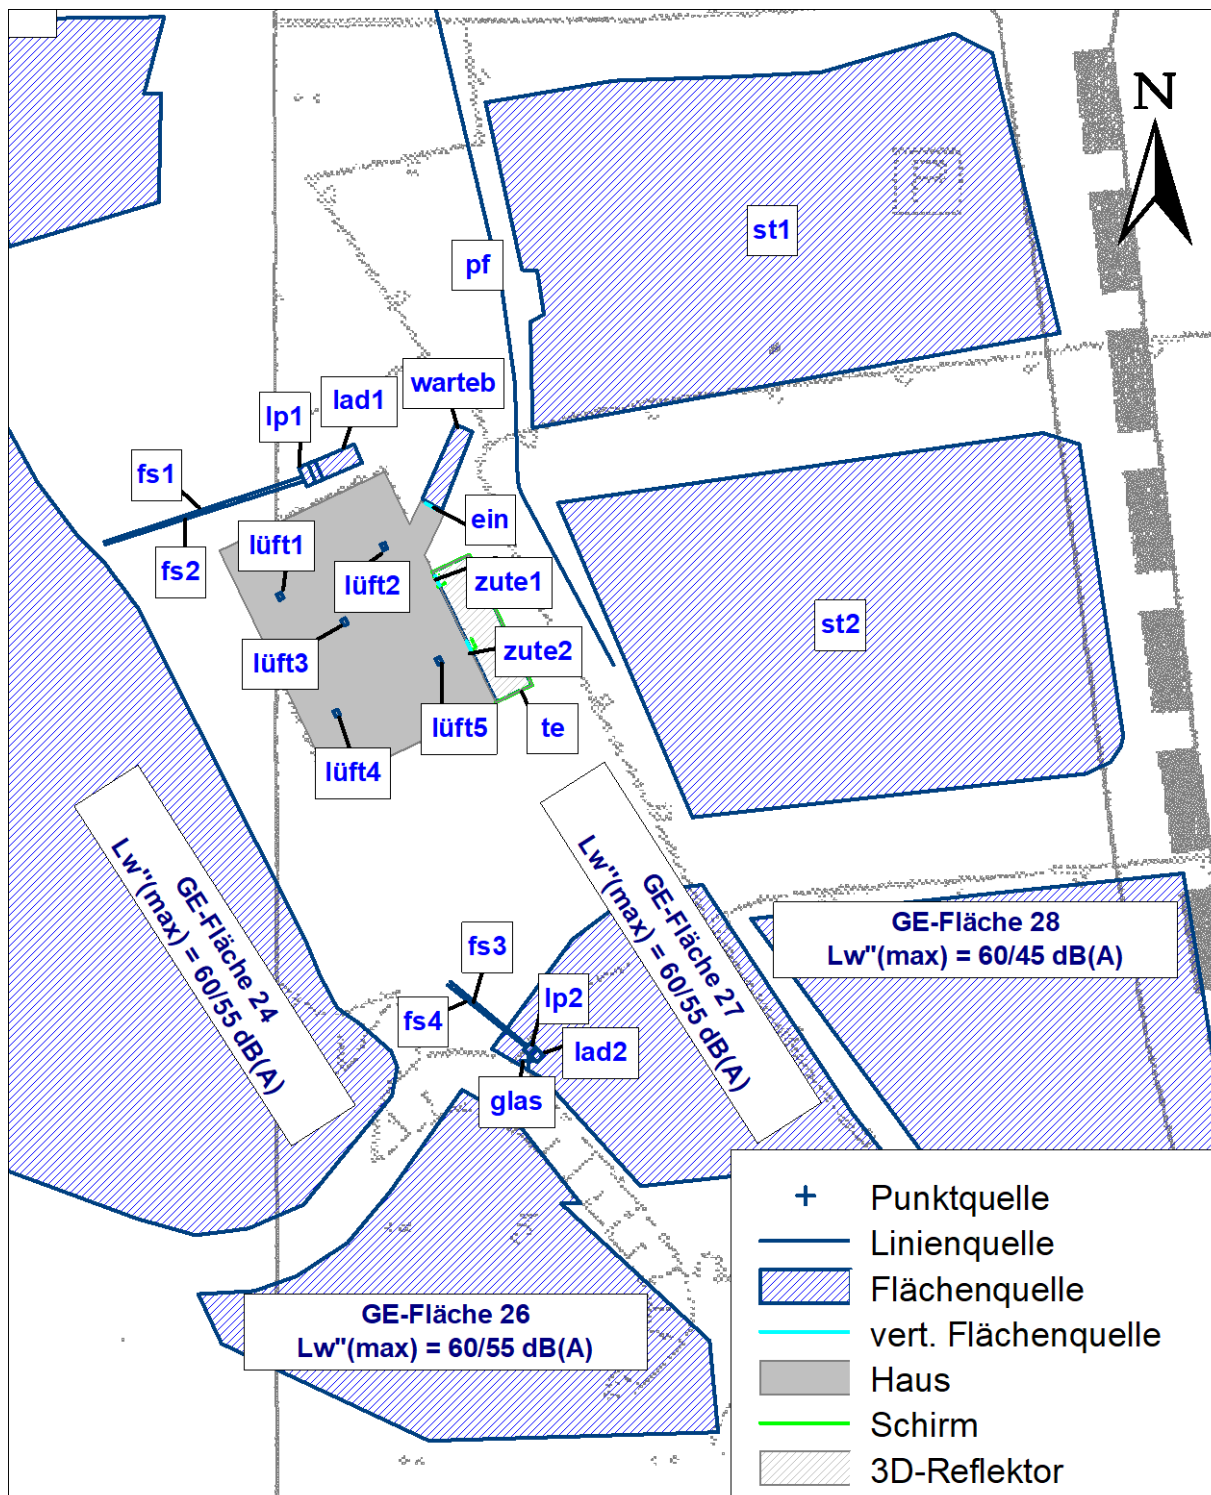 N
st1
pf
warteb
lad1
lp1
fs1
ein
lüft1
fs2
lüft2
zute1
st2
lüft3
zute2
lüft5
te
lüft4
GE-Fläche 24
Lw"(max) = 60/55 dB(A)
GE-Fläche 27
Lw"(max) = 60/55 dB(A)
GE-Fläche 28
Lw"(max) = 60/45 dB(A)
fs3
lp2
fs4
lad2
glas
GE-Fläche 26
Lw"(max) = 60/55 dB(A)
Punktquelle
Linienquelle
Flächenquelle
vert. Flächenquelle
Haus
Schirm
3D-Reflektor